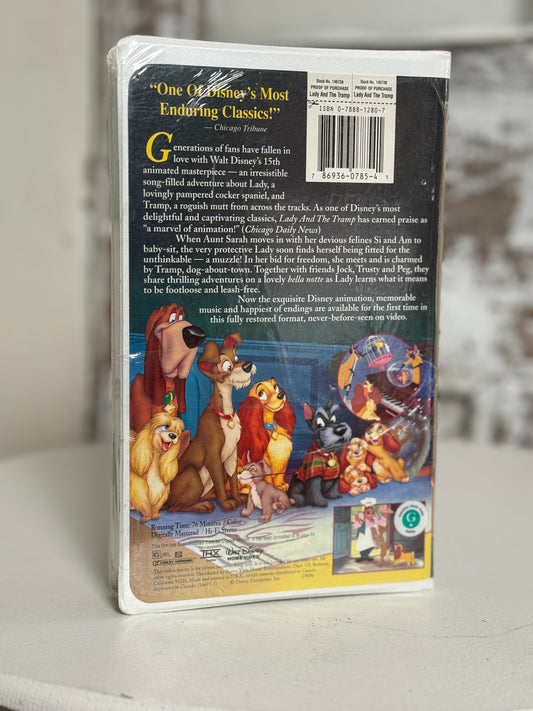 "One Of Disney's Most
Enduring Classics!"
— Chicago Tribune
Stock No. 148738
PROOF OF PURCHASE
Lady And The Tramp
Stock No. 148738
PROOF OF PURCHASE
Lady And The Tramp
ISBN 0-7888-1280-7
7 86936 0785-4 1
Generations of fans have fallen in
love with Walt Disney's 15th
animated masterpiece — an irresistible
song-filled adventure about Lady, a
lovingly pampered cocker spaniel, and
Tramp, a roguish mutt from across the tracks. As one of Disney's most
delightful and captivating classics, Lady And The Tramp has earned praise as
"a marvel of animation!" (Chicago Daily News)
When Aunt Sarah moves in with her devious felines Si and Am to
baby-sit, the very protective Lady soon finds herself being fitted for the
unthinkable — a muzzle! In her bid for freedom, she meets and is charmed
by Tramp, dog-about-town. Together with friends Jock, Trusty and Peg, they
share thrilling adventures on a lovely bella notte as Lady learns what it means
to be footloose and leash-free.
Now the exquisite Disney animation, memorable
music and happiest of endings are available for the first time in
this fully restored format, never-before-seen on video.
Running Time: 76 Minutes / Color
Digitally Mastered / Hi-Fi Stereo
THX
WALT DISNEY
HOME VIDEO
G
© Disney Enterprises, Inc.